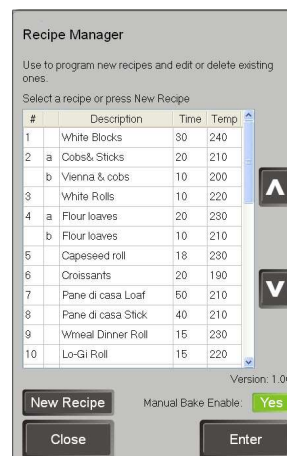 Recipe Manager
Use to program new recipes and edit or delete existing
ones.
Select a recipe or press New Recipe
# Description Time Temp
1 White Blocks 30 240
2 a Cobs& Sticks 20 210
b Vienna & cobs 10 200
3 White Rolls 10 220
4 a Flour loaves 20 230
b Flour loaves 10 210
5 Capeseed roll 18 230
6 Croissants 20 190
7 Pane di casa Loaf 50 210
8 Pane di casa Stick 40 210
9 Wmeal Dinner Roll 15 230
10 Lo-Gi Roll 15 220
Version: 1.0
New Recipe Manual Bake Enable: Yes
Close Enter